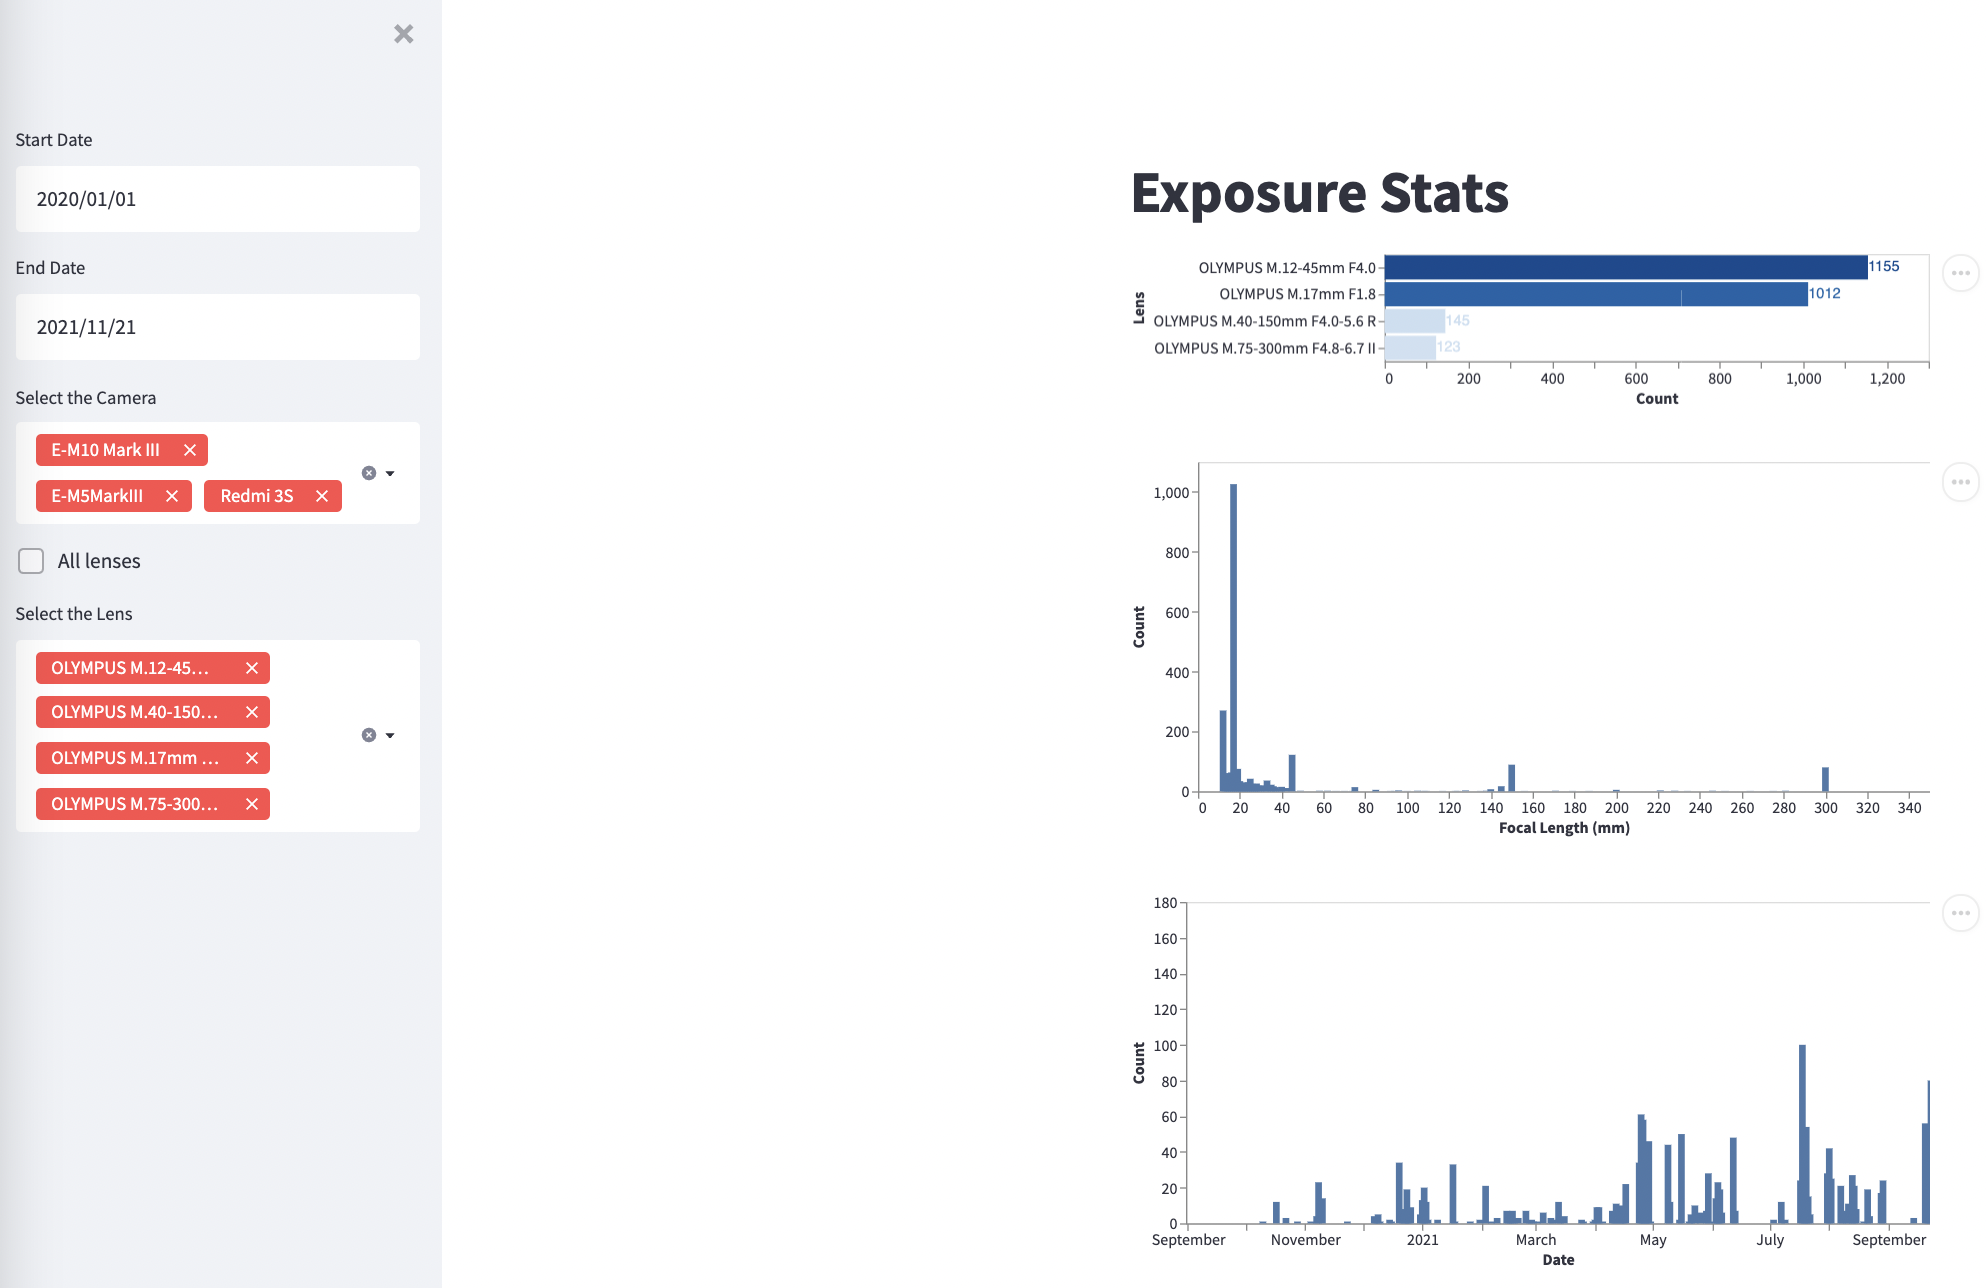 Start Date
2020/01/01
End Date
2021/11/21
Select the Camera
E-M10 Mark III
E-M5MarkIII
Redmi 3S
All lenses
Select the Lens
OLYMPUS M.12-45...
OLYMPUS M.40-150...
OLYMPUS M.17mm ...
OLYMPUS M.75-300...
Exposure Stats
Lens
OLYMPUS M.12-45mm F4.0 1155
OLYMPUS M.17mm F1.8 1012
OLYMPUS M.40-150mm F4.0-5.6 R 145
OLYMPUS M.75-300mm F4.8-6.7 II 123
0 200 400 600 800 1,000 1,200
Count
Count
1,000
800
600
400
200
0
0 20 40 60 80 100 120 140 160 180 200 220 240 260 280 300 320 340
Focal Length (mm)
Count
180
160
140
120
100
80
60
40
20
0
September November 2021 March May July September
Date